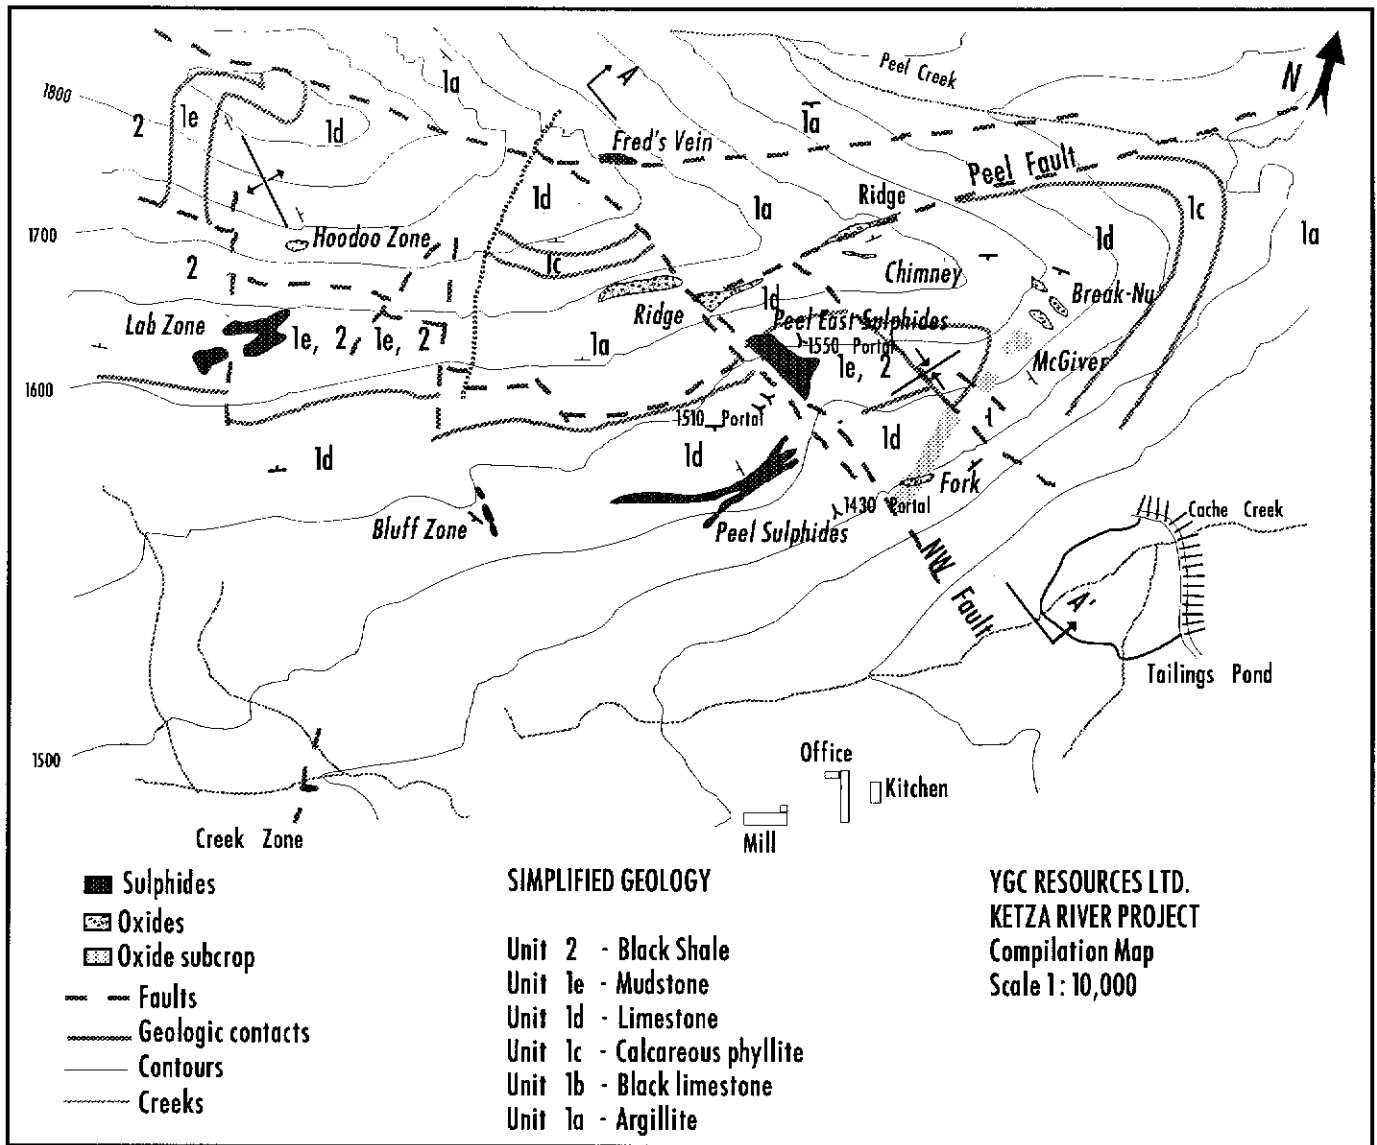 1a
A
Peel Creek
N
1800
2
1e
1d
1a
Fred's Vein
Peel Fault
1d
1a
Ridge
1c
1a
1700
Hoodoo Zone
1d
2
1c
Chimney
Break-Nu
Lab Zone
Ridge
1d
1e, 2
1e, 2
1a
Peel East Sulphides
1550 Portal
1e, 2
McGiver
1600
1510 Portal
1d
1d
1d
Fork
Bluff Zone
Peel Sulphides
1430 Portal
Cache Creek
NW Fault
A'
Tailings Pond
1500
Office
Kitchen
Creek Zone
Mill
Sulphides
Oxides
Oxide subcrop
Faults
Geologic contacts
Contours
Creeks
SIMPLIFIED GEOLOGY
Unit 2 - Black Shale
Unit 1e - Mudstone
Unit 1d - Limestone
Unit 1c - Calcareous phyllite
Unit 1b - Black limestone
Unit 1a - Argillite
YGC RESOURCES LTD.
KETZA RIVER PROJECT
Compilation Map
Scale 1 : 10,000